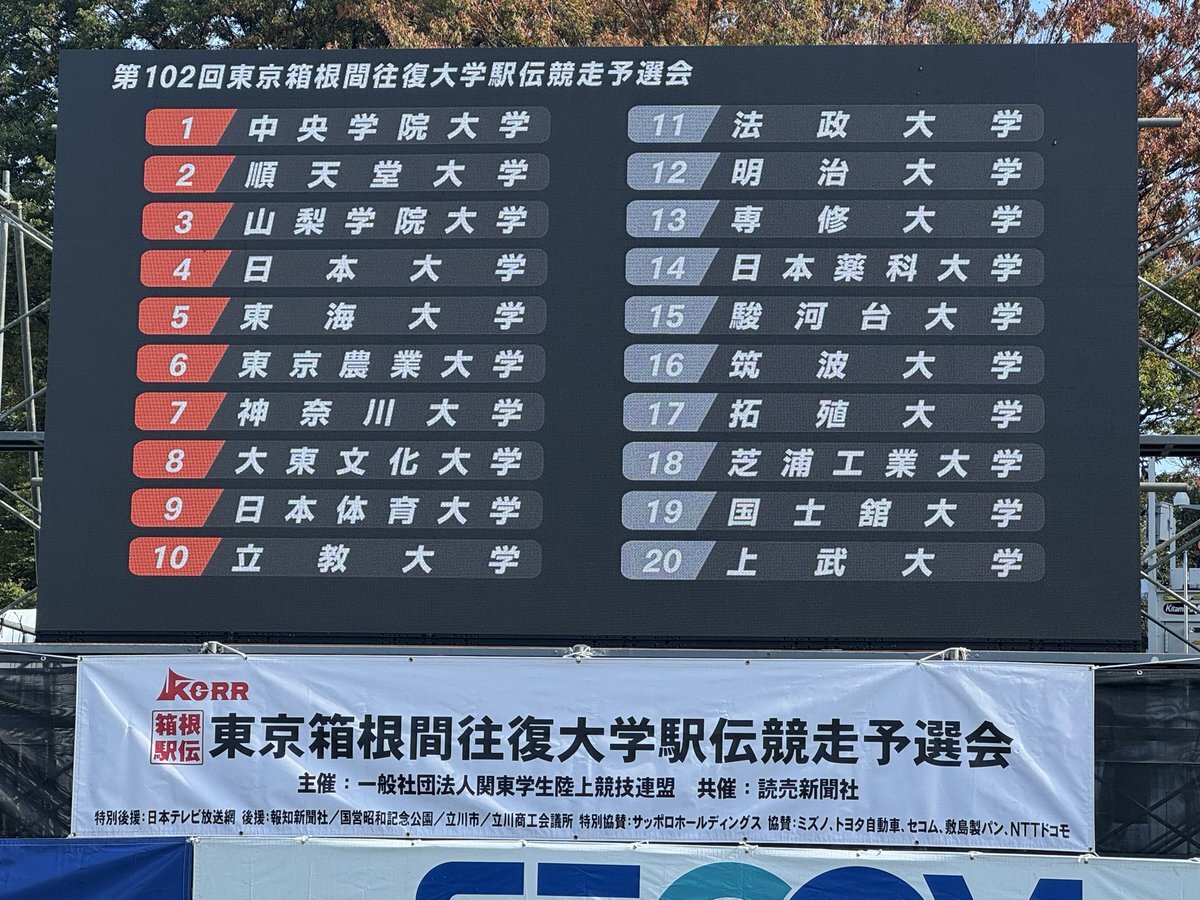 第102回東京箱根間往復大学駅伝競走予選会
1 中央学院大学
2 順天堂大学
3 山梨学院大学
4 日本大学
5 東海大学
6 東京農業大学
7 神奈川大学
8 大東文化大学
9 日本体育大学
10 立教大学
11 法政大学
12 明治大学
13 専修大学
14 日本薬科大学
15 駿河台大学
16 筑波大学
17 拓殖大学
18 芝浦工業大学
19 国士舘大学
20 上武大学
Kitam
KGRR
箱根駅伝
東京箱根間往復大学駅伝競走予選会
主催：一般社団法人関東学生陸上競技連盟 共催：読売新聞社
特別後援：日本テレビ放送網 後援：報知新聞社／国営昭和記念公園／立川市／立川商工会議所 特別協賛：サッポロホールディングス 協賛：ミズノ、トヨタ自動車、セコム、敷島製パン、NTTドコモ